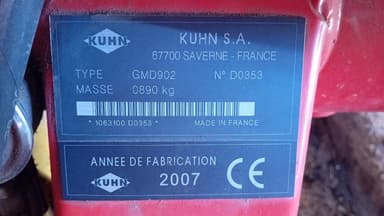 KUHN KUHN S.A.
67700 SAVERNE - FRANCE
TYPE GMD902 N° D0353
MASSE 0890 kg
* 1063100 D0353 * MADE IN FRANCE
ANNEE DE FABRICATION
KUHN 2007 CE